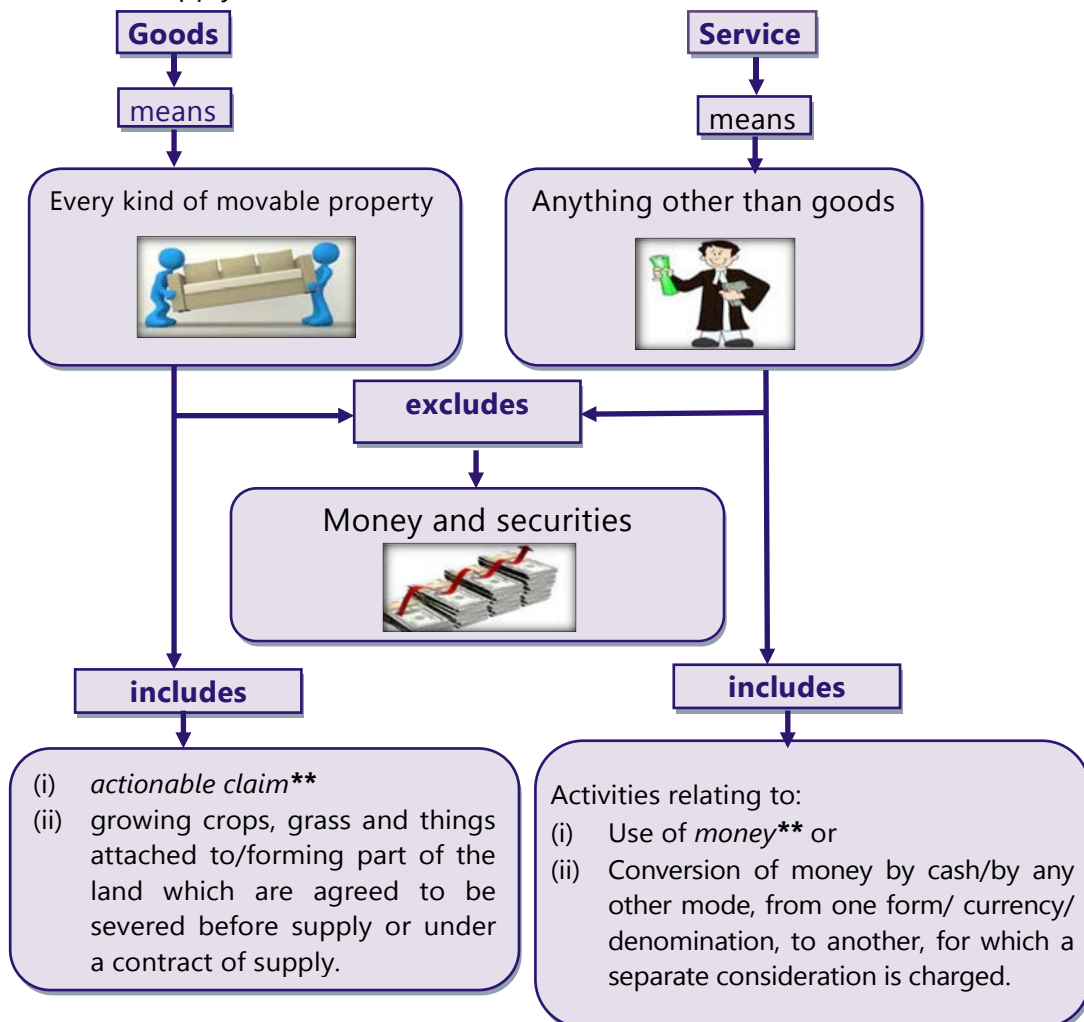 supply
Goods
Service
means
means
Every kind of movable property
Anything other than goods
excludes
Money and securities
includes
includes
(i) actionable claim**
(ii) growing crops, grass and things
attached to/forming part of the
land which are agreed to be
severed before supply or under
a contract of supply.
Activities relating to:
(i) Use of money** or
(ii) Conversion of money by cash/by any
other mode, from one form/ currency/
denomination, to another, for which a
separate consideration is charged.